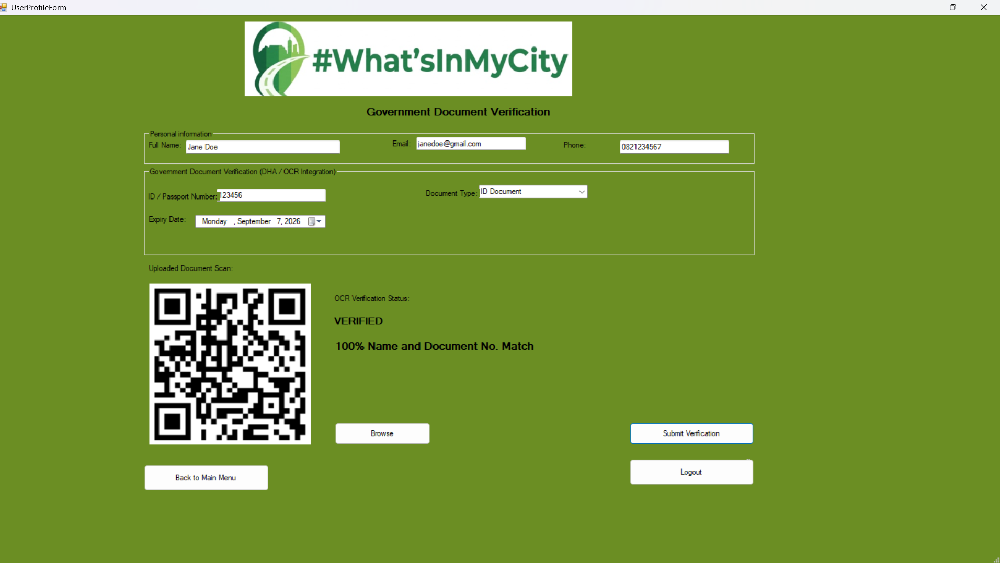 UserProfileForm
#What'sInMyCity
Government Document Verification
Personal information
Full Name: Jane Doe Email: janedoe@gmail.com Phone: 0821234567
Government Document Verification (DHA / OCR Integration)
ID / Passport Number: 123456 Document Type: ID Document
Expiry Date: Monday , September 7, 2026
Uploaded Document Scan:
OCR Verification Status:
VERIFIED
100% Name and Document No. Match
Browse Submit Verification
Back to Main Menu Logout